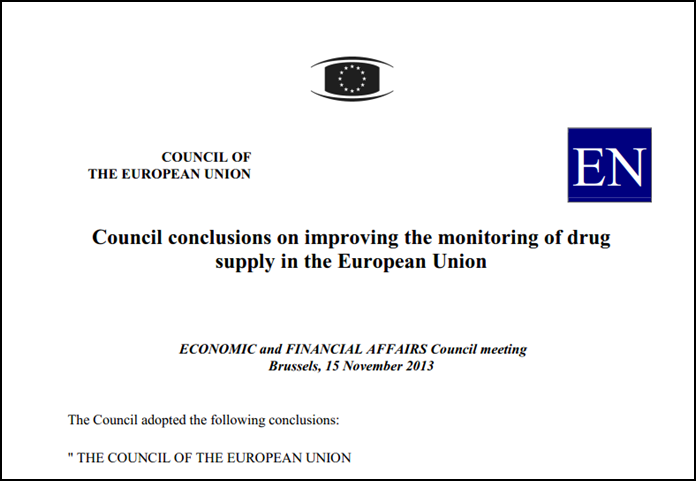 COUNCIL OF
THE EUROPEAN UNION
EN
Council conclusions on improving the monitoring of drug
supply in the European Union
ECONOMIC and FINANCIAL AFFAIRS Council meeting
Brussels, 15 November 2013
The Council adopted the following conclusions:
" THE COUNCIL OF THE EUROPEAN UNION